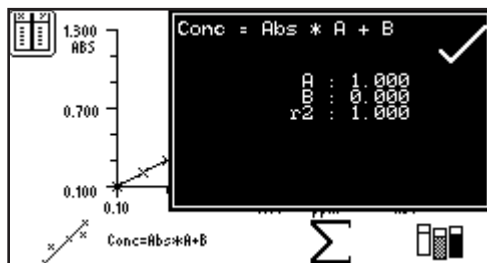 1.300
ABS
0.700
0.100
0.10
Conc = Abs * A + B
A : 1.000
B : 0.000
r2 : 1.000
Conc=Abs*A+B